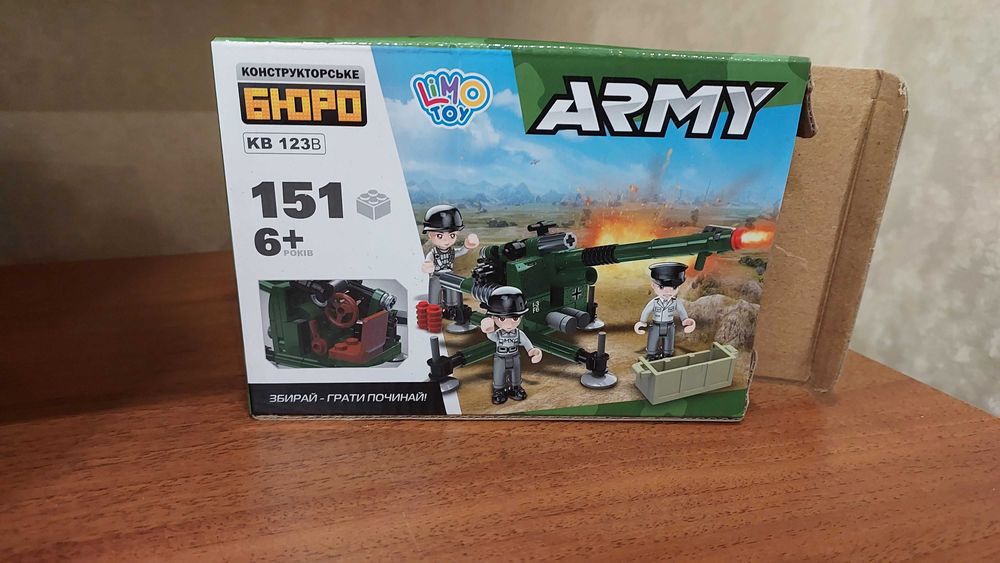 КОНСТРУКТОРСЬКЕ
БЮРО
KB 123B
LiMO
TOY
ARMY
151
6+
РОКІВ
ЗБИРАЙ - ГРАТИ ПОЧИНАЙ!